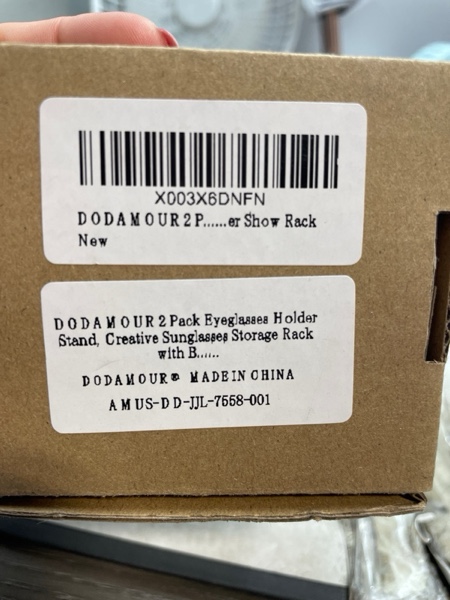 X003X6DNFN
DODAMOUR 2 P......er Show Rack
New
DODAMOUR 2 Pack Eyeglasses Holder
Stand, Creative Sunglasses Storage Rack
with B......
DODAMOUR® MADE IN CHINA
AMUS-DD-JJL-7558-001